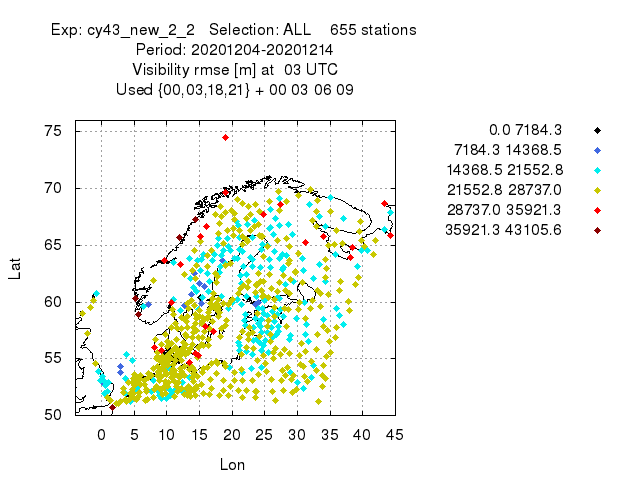 Exp: cy43_new_2_2   Selection: ALL    655 stations
Period: 20201204-20201214
Visibility rmse [m] at  03 UTC
Used {00,03,18,21} + 00 03 06 09
0.0 7184.3
7184.3 14368.5
14368.5 21552.8
21552.8 28737.0
28737.0 35921.3
35921.3 43105.6
75
70
65
60
55
50
Lat
0 5 10 15 20 25 30 35 40 45
Lon